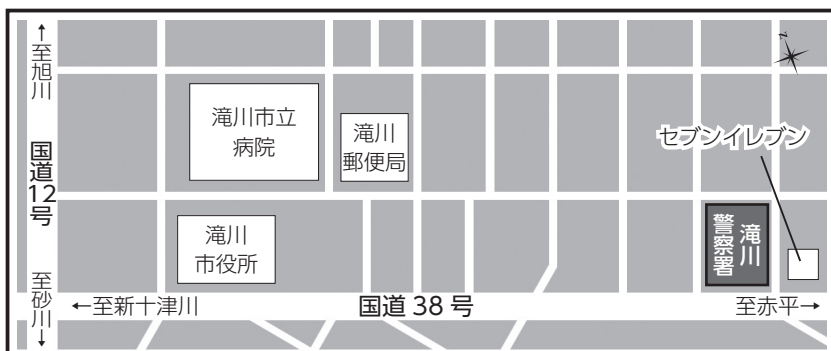 ↑至旭川
国道12号
至砂川↓
滝川市立
病院
滝川
郵便局
セブンイレブン
滝川
市役所
滝川
警察署
←至新十津川
国道 38 号
至赤平→
z